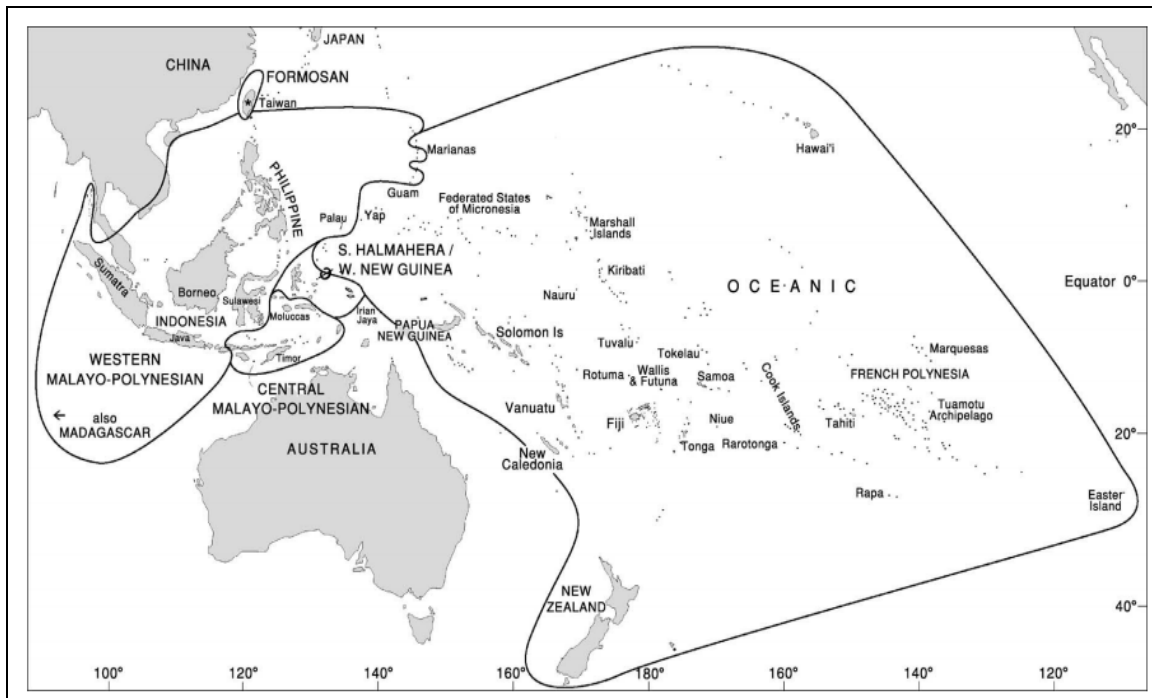 JAPAN
CHINA
FORMOSAN
Taiwan
20°
Hawai'i
Marianas
PHILIPPINE
Guam
Federated States
of Micronesia
Palau
Yap
Marshall
Islands
S. HALMAHERA /
W. NEW GUINEA
Kiribati
Sumatra
Borneo
Sulawesi
Equator
0°
OCEANIC
Nauru
INDONESIA
Moluccas
Irian
Jaya
PAPUA
NEW GUINEA
Solomon Is
Java
Tuvalu
Tokelau
Marquesas
Timor
WESTERN
MALAYO-POLYNESIAN
Rotuma
Wallis
& Futuna
Samoa
Cook Islands
FRENCH POLYNESIA
CENTRAL
MALAYO-POLYNESIAN
Vanuatu
Tuamotu
Archipelago
also
MADAGASCAR
Fiji
Niue
Tahiti
AUSTRALIA
Tonga
Rarotonga
20°
New
Caledonia
Rapa
Easter
Island
NEW
ZEALAND
40°
100°
120°
140°
160°
180°
160°
140°
120°